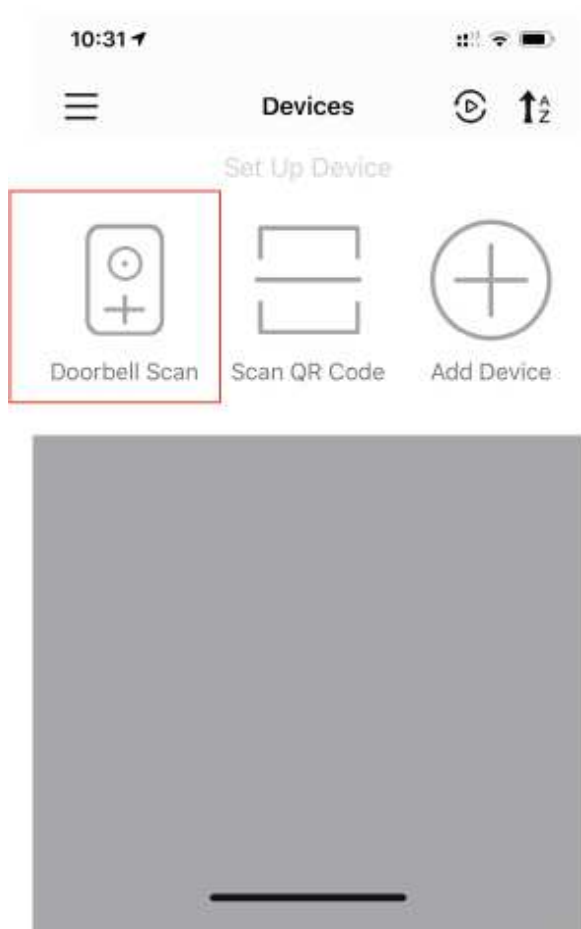 10:31
Devices
A
Z
Set Up Device
Doorbell Scan
Scan QR Code
Add Device